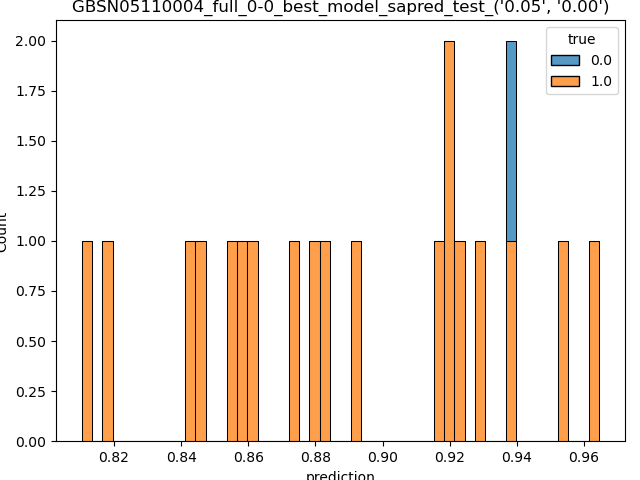 GBSN05110004_full_0-0_best_model_sapred_test_('0.05', '0.00')
true
0.0
1.0
2.00
1.75
1.50
1.25
1.00
0.75
0.50
0.25
0.00
Count
0.82 0.84 0.86 0.88 0.90 0.92 0.94 0.96
prediction